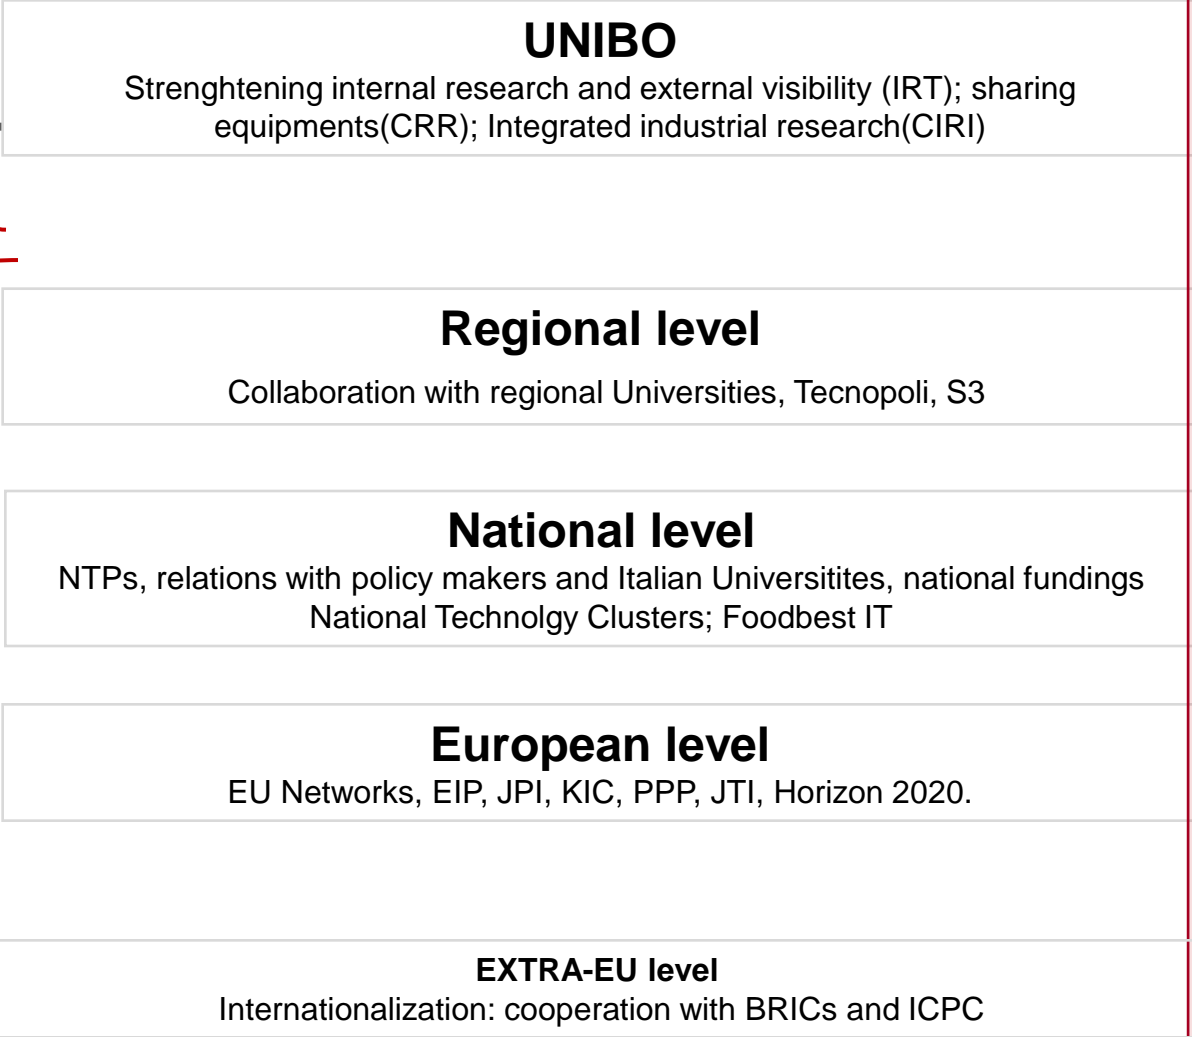 UNIBO
Strenghtening internal research and external visibility (IRT); sharing
equipments(CRR); Integrated industrial research(CIRI)
Regional level
Collaboration with regional Universities, Tecnopoli, S3
National level
NTPs, relations with policy makers and Italian Universitites, national fundings
National Technolgy Clusters; Foodbest IT
European level
EU Networks, EIP, JPI, KIC, PPP, JTI, Horizon 2020.
EXTRA-EU level
Internationalization: cooperation with BRICs and ICPC